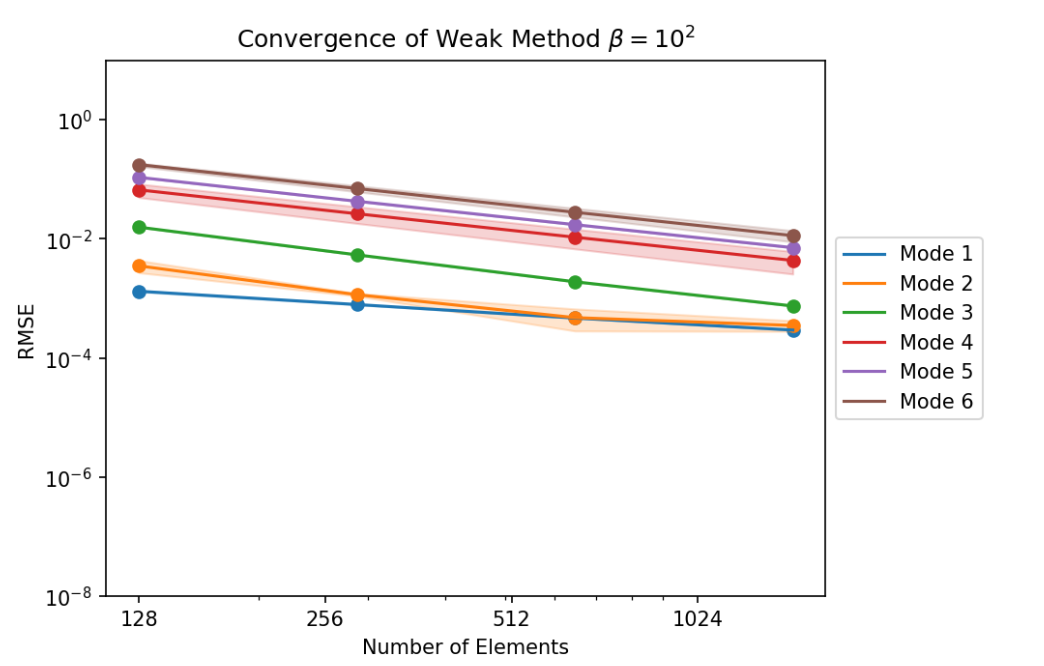 Convergence of Weak Method β = 10²
10⁰
10⁻²
10⁻⁴
10⁻⁶
10⁻⁸
RMSE
128 256 512 1024
Number of Elements
Mode 1
Mode 2
Mode 3
Mode 4
Mode 5
Mode 6